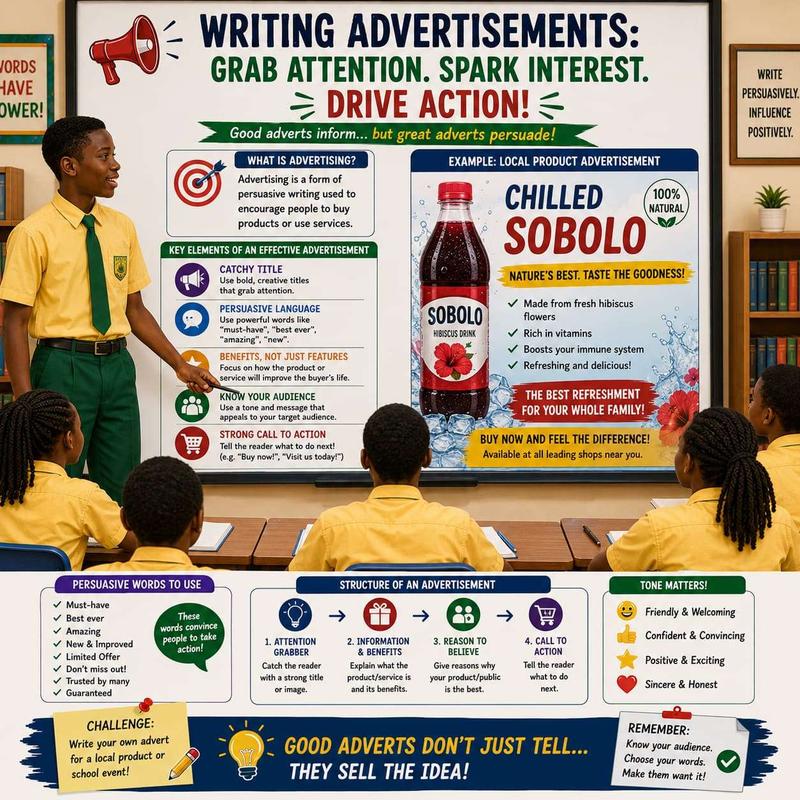 WRITING ADVERTISEMENTS:
GRAB ATTENTION. SPARK INTEREST.
DRIVE ACTION!
Good adverts inform... but great adverts persuade!
ORDS
HAVE
OWER!
WRITE
PERSUASIVELY.
INFLUENCE
POSITIVELY.
WHAT IS ADVERTISING?
Advertising is a form of
persuasive writing used to
encourage people to buy
products or use services.
KEY ELEMENTS OF AN EFFECTIVE ADVERTISEMENT
CATCHY TITLE
Use bold, creative titles
that grab attention.
PERSUASIVE LANGUAGE
Use powerful words like
"must-have", "best ever",
"amazing", "new".
BENEFITS, NOT JUST FEATURES
Focus on how the product or
service will improve the buyer's life.
KNOW YOUR AUDIENCE
Use a tone and message that
appeals to your target audience.
STRONG CALL TO ACTION
Tell the reader what to do next!
(e.g. "Buy now!", "Visit us today!")
EXAMPLE: LOCAL PRODUCT ADVERTISEMENT
CHILLED
SOBOLO
100%
NATURAL
NATURE'S BEST. TASTE THE GOODNESS!
✓ Made from fresh hibiscus
flowers
✓ Rich in vitamins
✓ Boosts your immune system
✓ Refreshing and delicious!
SOBOLO
HIBISCUS DRINK
THE BEST REFRESHMENT
FOR YOUR WHOLE FAMILY!
BUY NOW AND FEEL THE DIFFERENCE!
Available at all leading shops near you.
PERSUASIVE WORDS TO USE
✓ Must-have
✓ Best ever
✓ Amazing
✓ New & Improved
✓ Limited Offer
✓ Don't miss out!
✓ Trusted by many
✓ Guaranteed
These
words convince
people to take
action!
STRUCTURE OF AN ADVERTISEMENT
1. ATTENTION
GRABBER
Catch the reader
with a strong title
or image.
2. INFORMATION
& BENEFITS
Explain what the
product/service is
and its benefits.
3. REASON TO
BELIEVE
Give reasons why
your product/public
is the best.
4. CALL TO
ACTION
Tell the reader
what to do
next.
TONE MATTERS!
Friendly & Welcoming
Confident & Convincing
Positive & Exciting
Sincere & Honest
CHALLENGE:
Write your own advert
for a local product or
school event!
GOOD ADVERTS DON'T JUST TELL...
THEY SELL THE IDEA!
REMEMBER:
Know your audience.
Choose your words.
Make them want it!